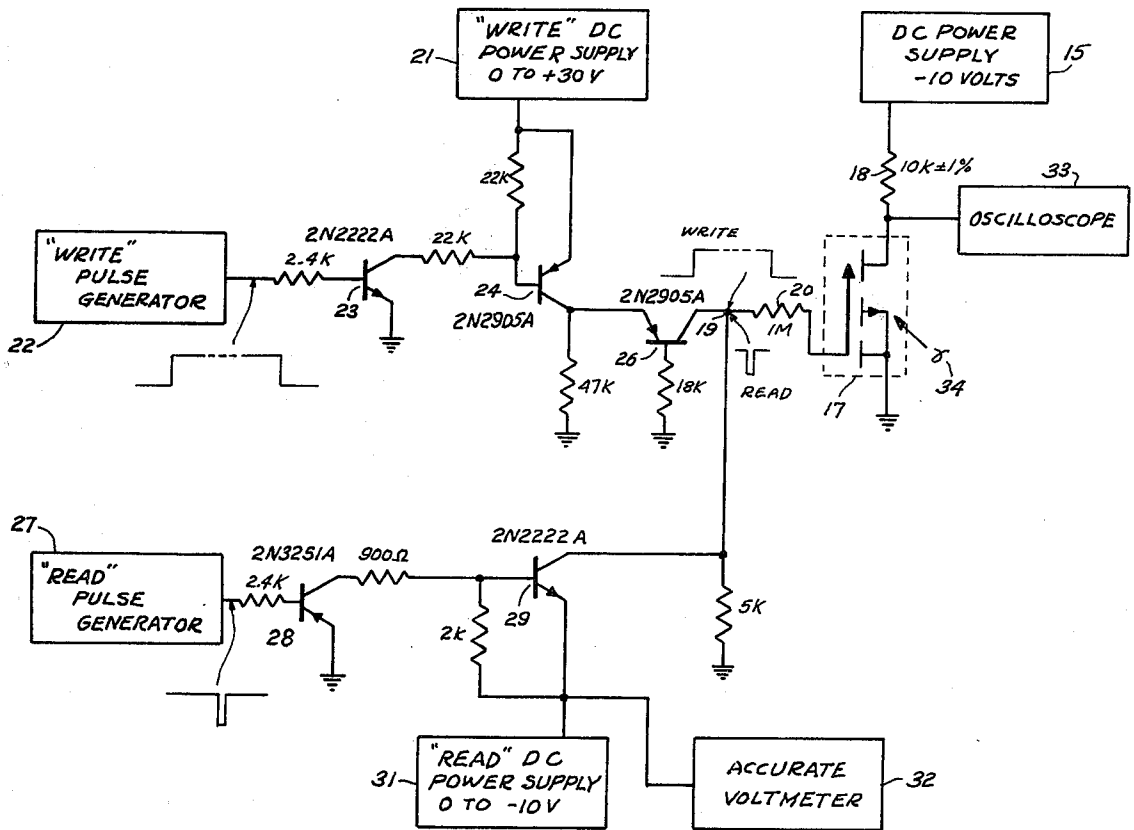 "WRITE" DC
POWER SUPPLY
0 TO +30V
21
DC POWER
SUPPLY
-10 VOLTS
15
22K
18
10K±1%
33
OSCILLOSCOPE
"WRITE"
PULSE
GENERATOR
22
2.4K
2N2222A
23
22K
24
2N2905A
WRITE
2N2905A
19
20
1M
26
READ
47K
18K
17
γ
34
27
"READ"
PULSE
GENERATOR
2.4K
2N3251A
28
900Ω
2N2222A
29
2K
5K
31
"READ" DC
POWER SUPPLY
0 TO -10V
ACCURATE
VOLTMETER
32